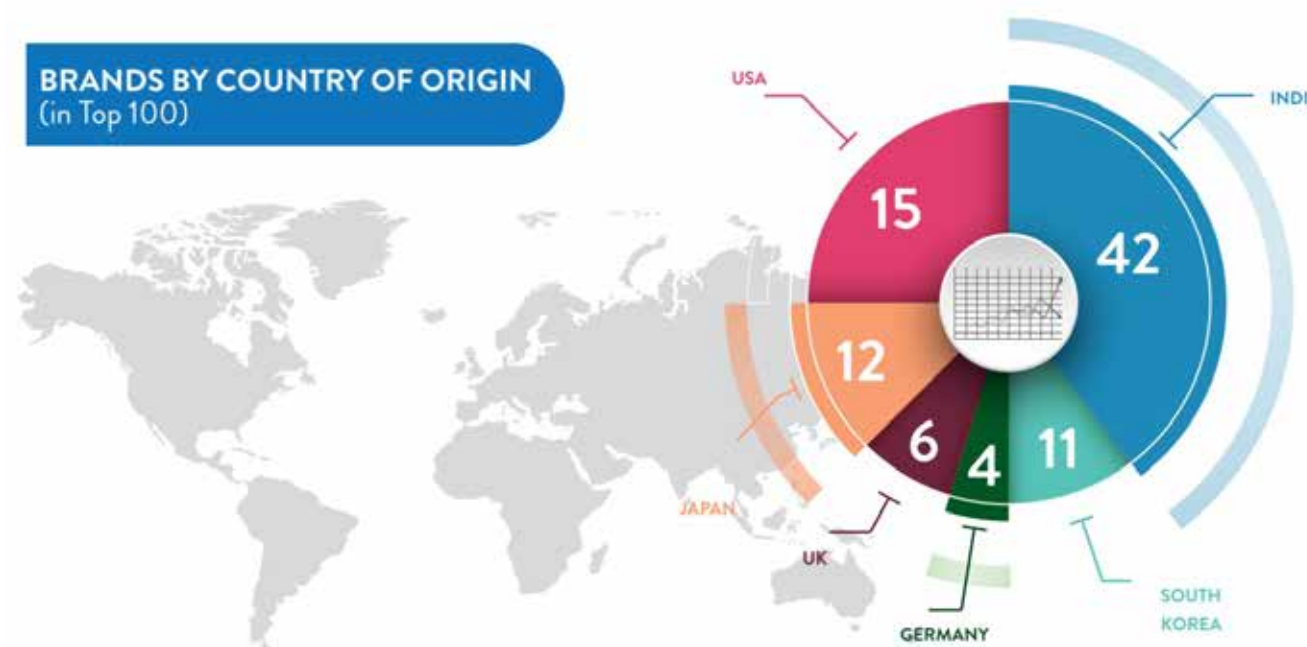 BRANDS BY COUNTRY OF ORIGIN
(in Top 100)
USA
INDI
15
42
12
6
4
11
JAPAN
UK
SOUTH
KOREA
GERMANY